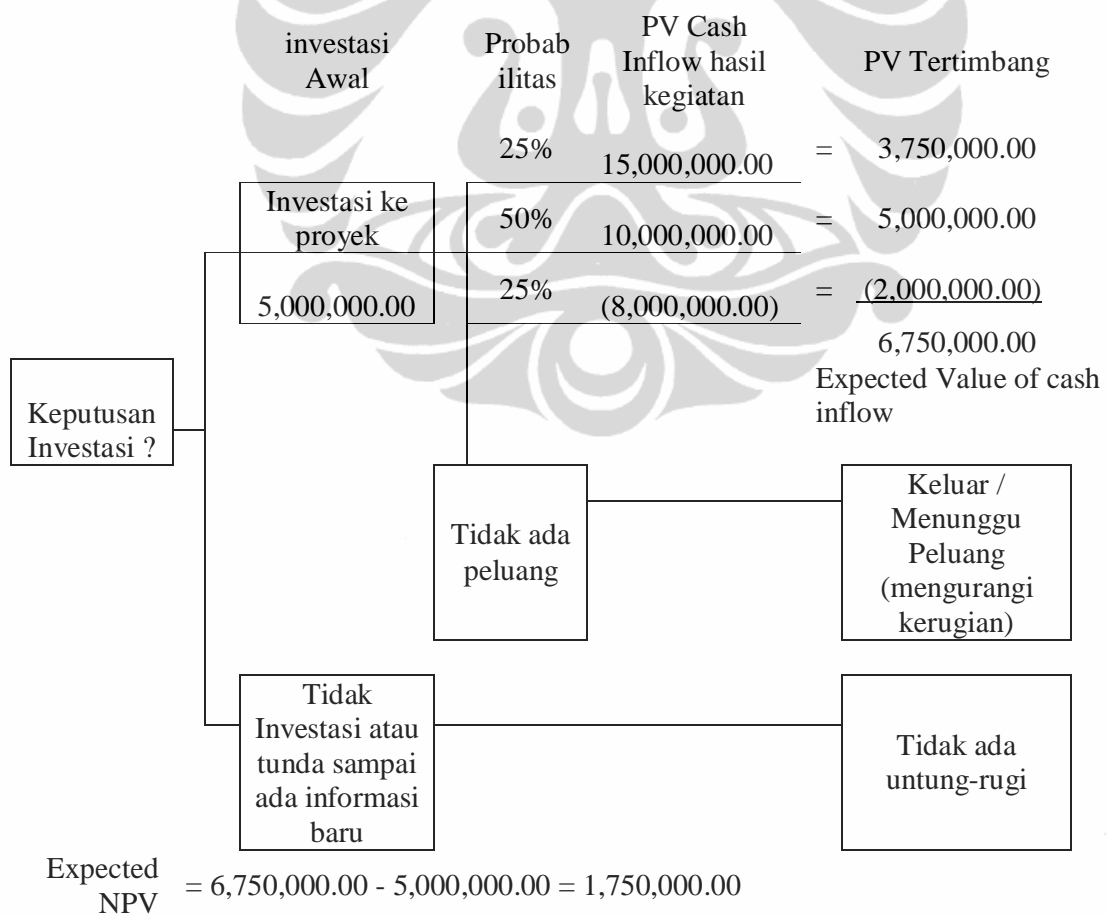 investasi
Awal
Probab
ilitas
PV Cash
Inflow hasil
kegiatan
PV Tertimbang
25% 15,000,000.00 = 3,750,000.00
Investasi ke
proyek
50% 10,000,000.00 = 5,000,000.00
5,000,000.00
25% (8,000,000.00) = (2,000,000.00)
6,750,000.00
Expected Value of cash
inflow
Keputusan
Investasi ?
Tidak ada
peluang
Keluar /
Menunggu
Peluang
(mengurangi
kerugian)
Tidak
Investasi atau
tunda sampai
ada informasi
baru
Tidak ada
untung-rugi
Expected
NPV
= 6,750,000.00 - 5,000,000.00 = 1,750,000.00